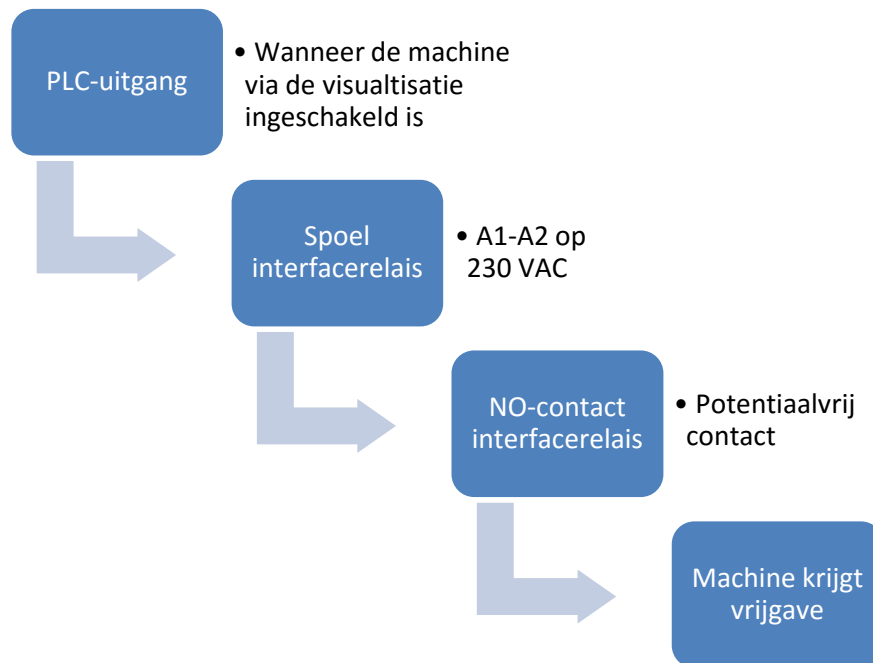 PLC-uitgang
• Wanneer de machine
via de visualtisatie
ingeschakeld is
Spoel
interfacerelais
• A1-A2 op
230 VAC
NO-contact
interfacerelais
• Potentiaalvrij
contact
Machine krijgt
vrijgave